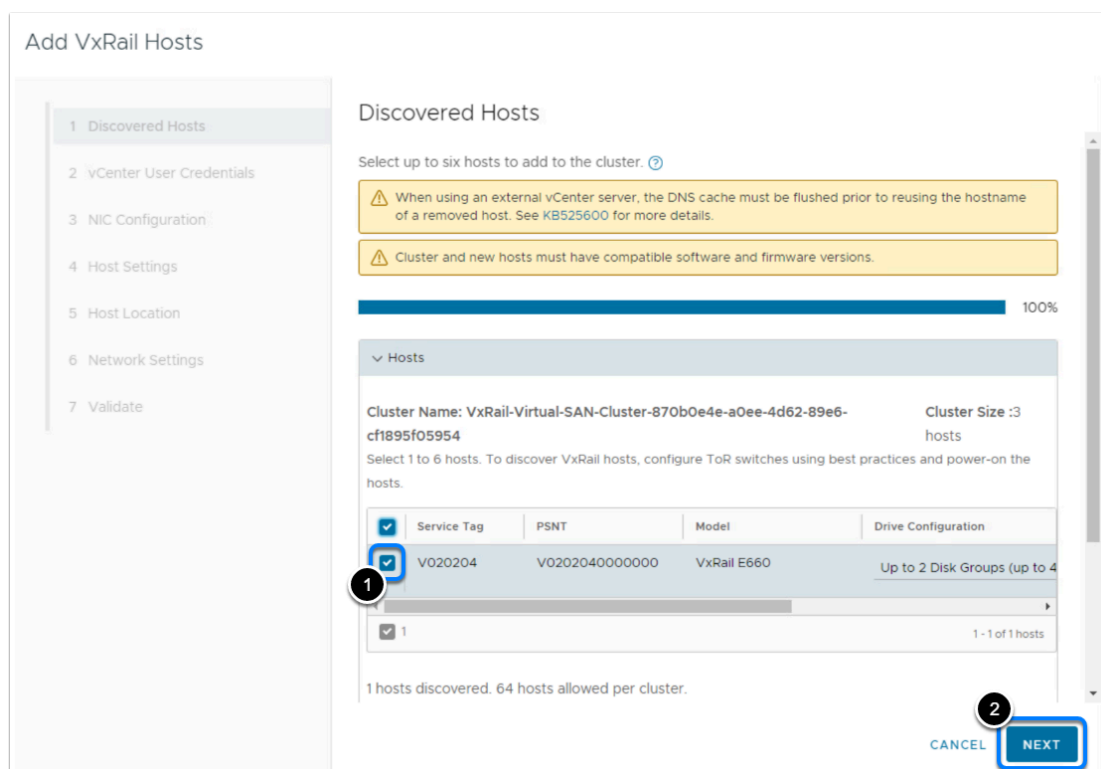 Add VxRail Hosts
1 Discovered Hosts
2 vCenter User Credentials
3 NIC Configuration
4 Host Settings
5 Host Location
6 Network Settings
7 Validate
Discovered Hosts
Select up to six hosts to add to the cluster.
When using an external vCenter server, the DNS cache must be flushed prior to reusing the hostname
of a removed host. See KB525600 for more details.
Cluster and new hosts must have compatible software and firmware versions.
100%
Hosts
Cluster Name: VxRail-Virtual-SAN-Cluster-870b0e4e-a0ee-4d62-89e6-
cf1895f05954
Cluster Size :3
hosts
Select 1 to 6 hosts. To discover VxRail hosts, configure ToR switches using best practices and power-on the
hosts.
Service Tag PSNT Model Drive Configuration
V020204 V0202040000000 VxRail E660 Up to 2 Disk Groups (up to 4
1
1 1 - 1 of 1 hosts
1 hosts discovered. 64 hosts allowed per cluster.
2
CANCEL NEXT